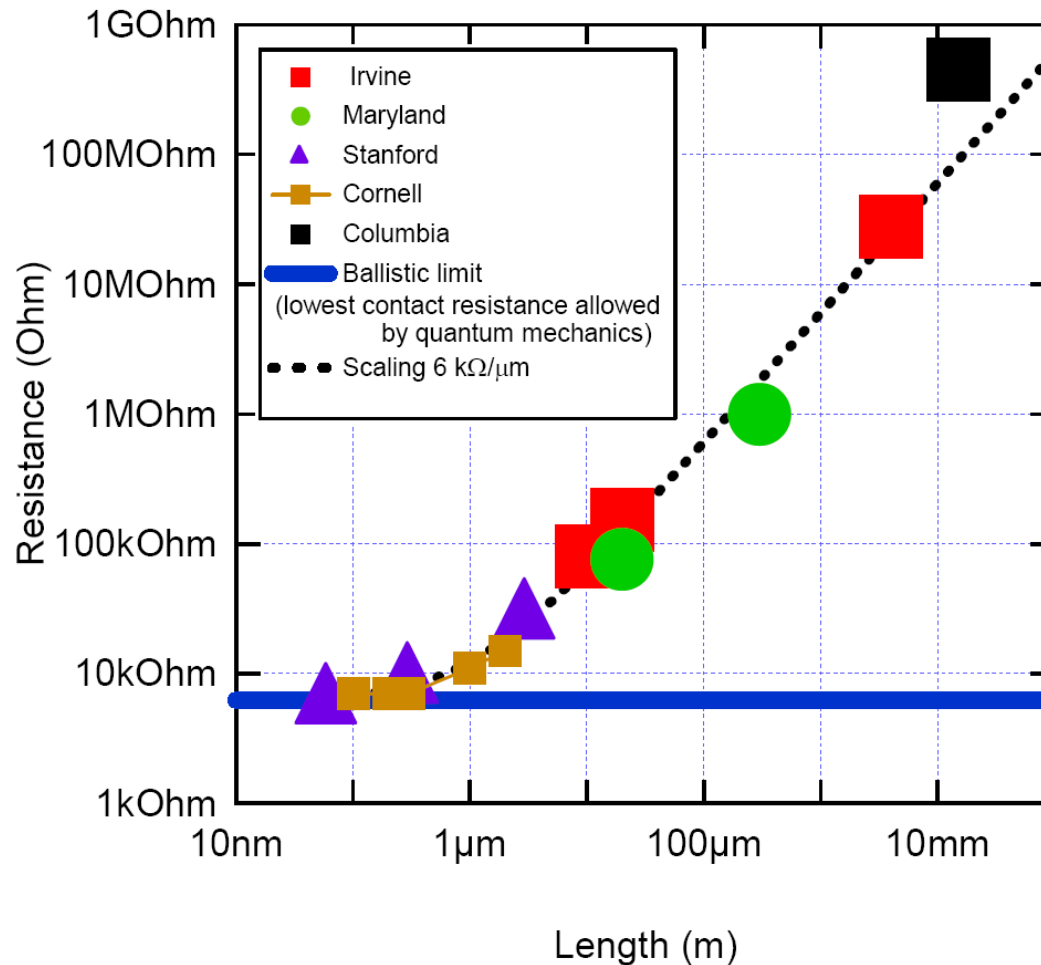 1GOhm
100MOhm
10MOhm
1MOhm
100kOhm
10kOhm
1kOhm
Resistance (Ohm)
Irvine
Maryland
Stanford
Cornell
Columbia
Ballistic limit
(lowest contact resistance allowed
by quantum mechanics)
Scaling 6 kΩ/μm
10nm
1μm
100μm
10mm
Length (m)